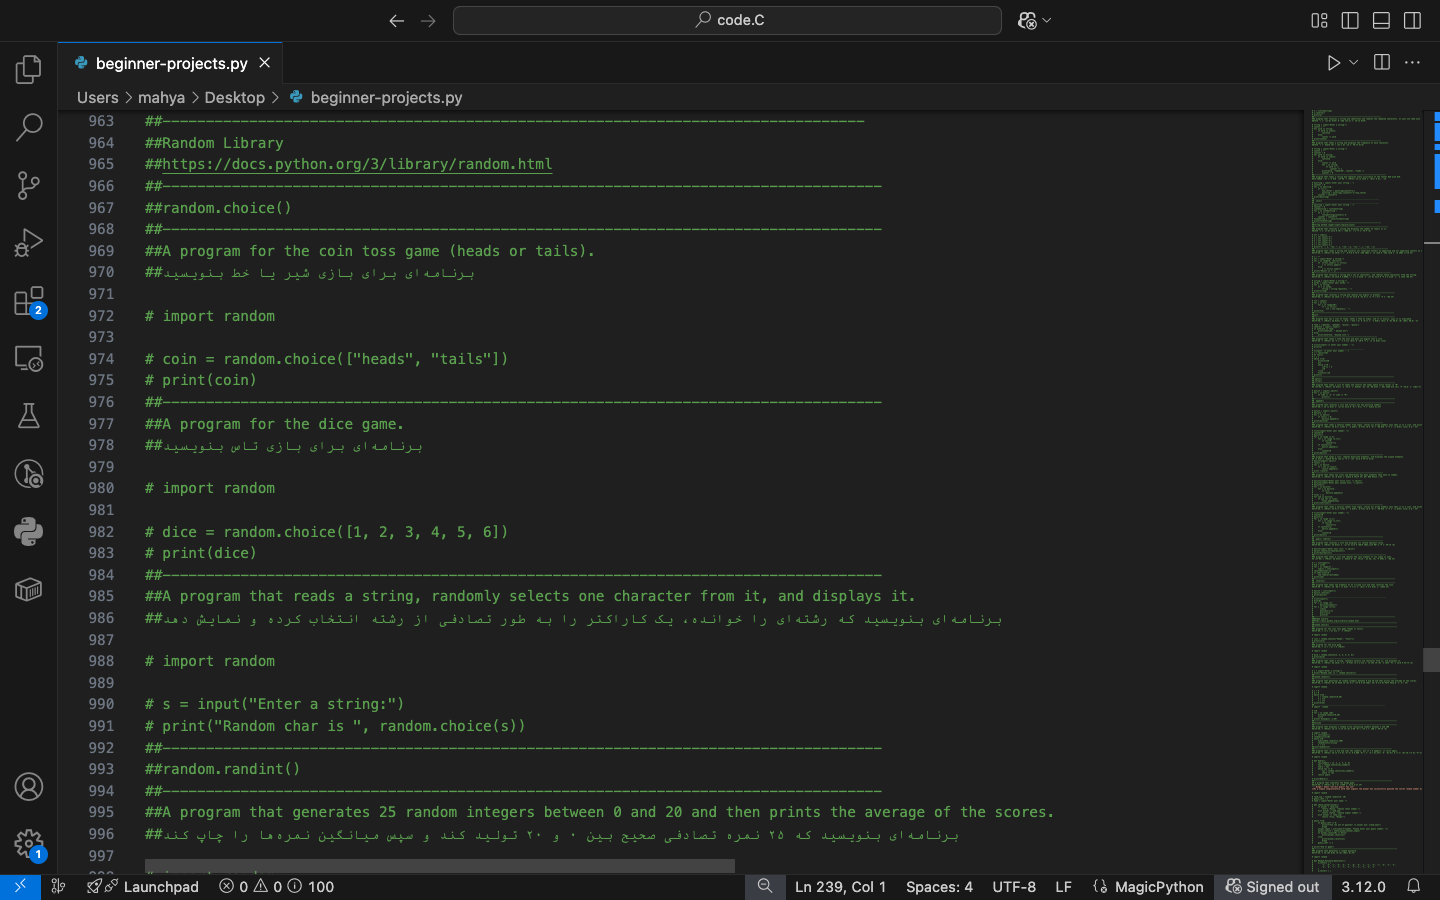 code.C
beginner-projects.py
Users > mahya > Desktop > beginner-projects.py
963 ##---------------------------------------------------------------------------------
964 ##Random Library
965 ##https://docs.python.org/3/library/random.html
966 ##-----------------------------------------------------------------------------------
967 ##random.choice()
968 ##-----------------------------------------------------------------------------------
969 ##A program for the coin toss game (heads or tails).
970 ##برنامه‌ای برای بازی شیر یا خط بنویسید
971
972 # import random
973
974 # coin = random.choice(["heads", "tails"])
975 # print(coin)
976 ##-----------------------------------------------------------------------------------
977 ##A program for the dice game.
978 ##برنامه‌ای برای بازی تاس بنویسید
979
980 # import random
981
982 # dice = random.choice([1, 2, 3, 4, 5, 6])
983 # print(dice)
984 ##-----------------------------------------------------------------------------------
985 ##A program that reads a string, randomly selects one character from it, and displays it.
986 ##برنامه‌ای بنویسید که رشته‌ای را خوانده، یک کاراکتر را به طور تصادفی از رشته انتخاب کرده و نمایش دهد
987
988 # import random
989
990 # s = input("Enter a string:")
991 # print("Random char is ", random.choice(s))
992 ##-----------------------------------------------------------------------------------
993 ##random.randint()
994 ##-----------------------------------------------------------------------------------
995 ##A program that generates 25 random integers between 0 and 20 and then prints the average of the scores.
996 ##برنامه‌ای بنویسید که ۲۵ نمره تصادفی صحیح بین ۰ و ۲۰ تولید کند و سپس میانگین نمره‌ها را چاپ کند
997
2
1
Launchpad 0 0 100 Ln 239, Col 1 Spaces: 4 UTF-8 LF MagicPython Signed out 3.12.0